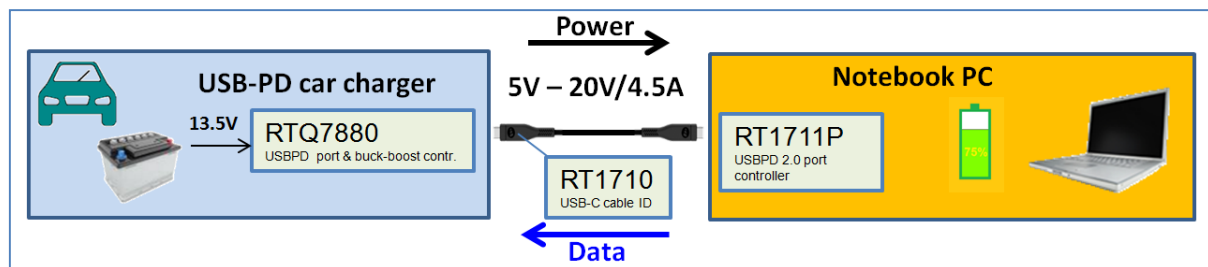 Power
USB-PD car charger
5V – 20V/4.5A
Notebook PC
13.5V
RTQ7880
USBPD port & buck-boost contr.
RT1710
USB-C cable ID
RT1711P
USBPD 2.0 port
controller
75%
Data